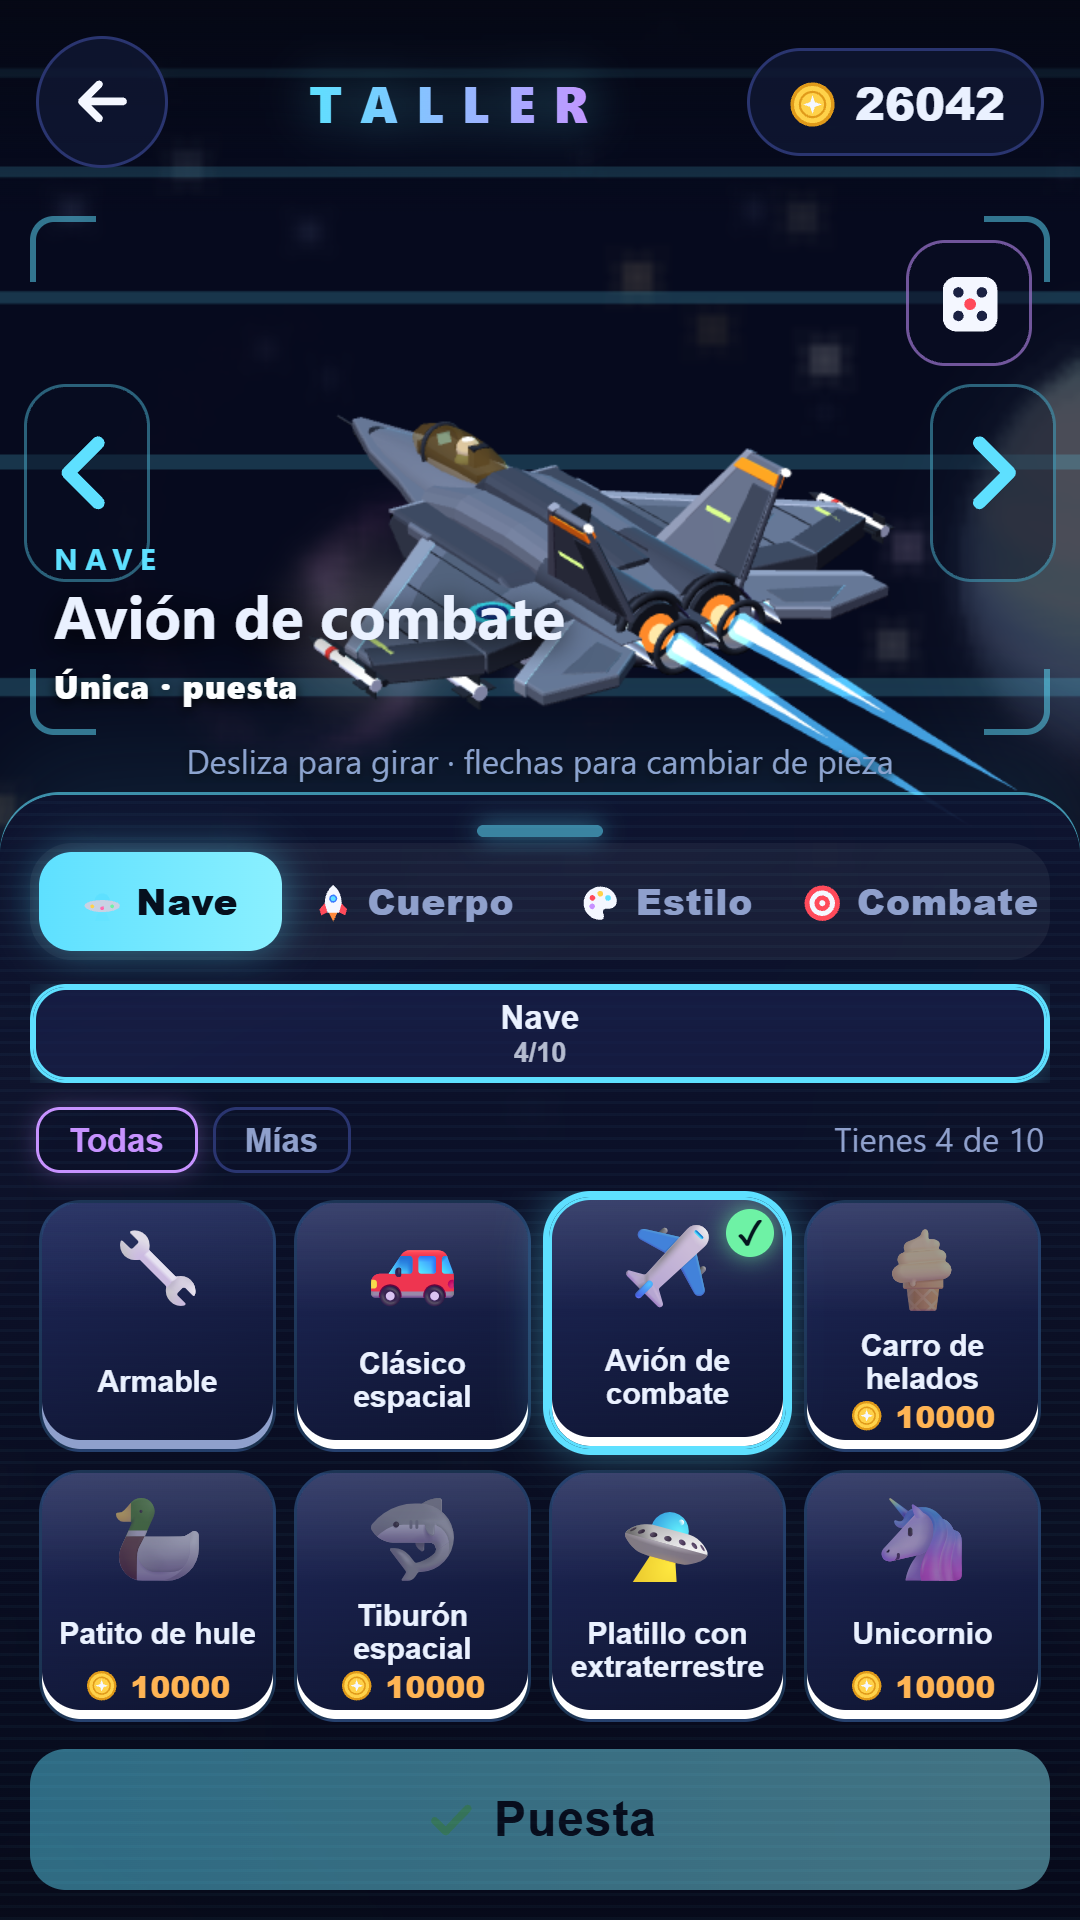 TALLER
26042
NAVE
Avión de combate
Única · puesta
Desliza para girar · flechas para cambiar de pieza
Nave
Cuerpo
Estilo
Combate
Nave
4/10
Todas
Mías
Tienes 4 de 10
Armable
Clásico
espacial
Avión de
combate
Carro de
helados
10000
Patito de hule
10000
Tiburón
espacial
10000
Platillo con
extraterrestre
Unicornio
10000
Puesta